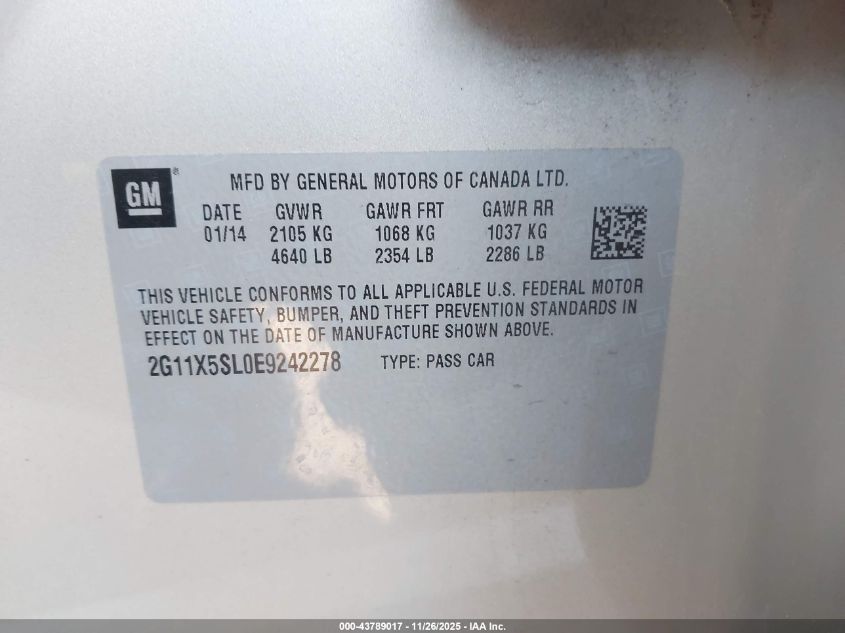 GM
MFD BY GENERAL MOTORS OF CANADA LTD.
DATE GVWR GAWR FRT GAWR RR
01/14 2105 KG 1068 KG 1037 KG
4640 LB 2354 LB 2286 LB
THIS VEHICLE CONFORMS TO ALL APPLICABLE U.S. FEDERAL MOTOR
VEHICLE SAFETY, BUMPER, AND THEFT PREVENTION STANDARDS IN
EFFECT ON THE DATE OF MANUFACTURE SHOWN ABOVE.
2G11X5SL0E9242278 TYPE: PASS CAR
000-43789017 - 11/26/2025 - IAA Inc.